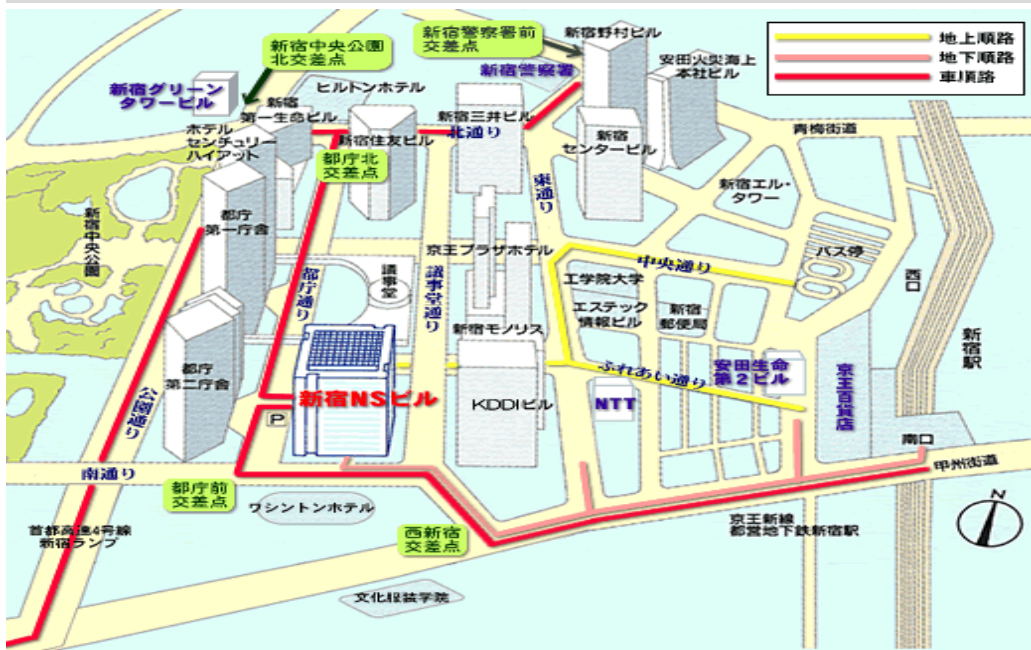 新宿中央公園
北交差点
新宿警察署前
交差点
新宿野村ビル
安田火災海上
本社ビル
地上順路
地下順路
車順路
新宿グリーン
タワービル
ヒルトンホテル
新宿警察署
新宿
第一生命ビル
ホテル
センチュリー
ハイアット
新宿住友ビル
新宿三井ビル
北通り
新宿
センタービル
青梅街道
都庁北
交差点
東通り
新宿エル・
タワー
都庁
第一庁舎
新宿中央公園
都庁通り
議事堂
議事堂通り
京王プラザホテル
中央通り
バス停
西口
新宿駅
工学院大学
エステック
情報ビル
新宿
郵便局
新宿モノリス
都庁
第二庁舎
公園通り
新宿NSビル
P
KDDIビル
ふれあい通り
NTT
安田生命
第2ビル
京王百貨店
南口
甲州街道
南通り
都庁前
交差点
ワシントンホテル
西新宿
交差点
首都高速4号線
新宿ランプ
京王新線
都営地下鉄新宿駅
N
文化服装学院